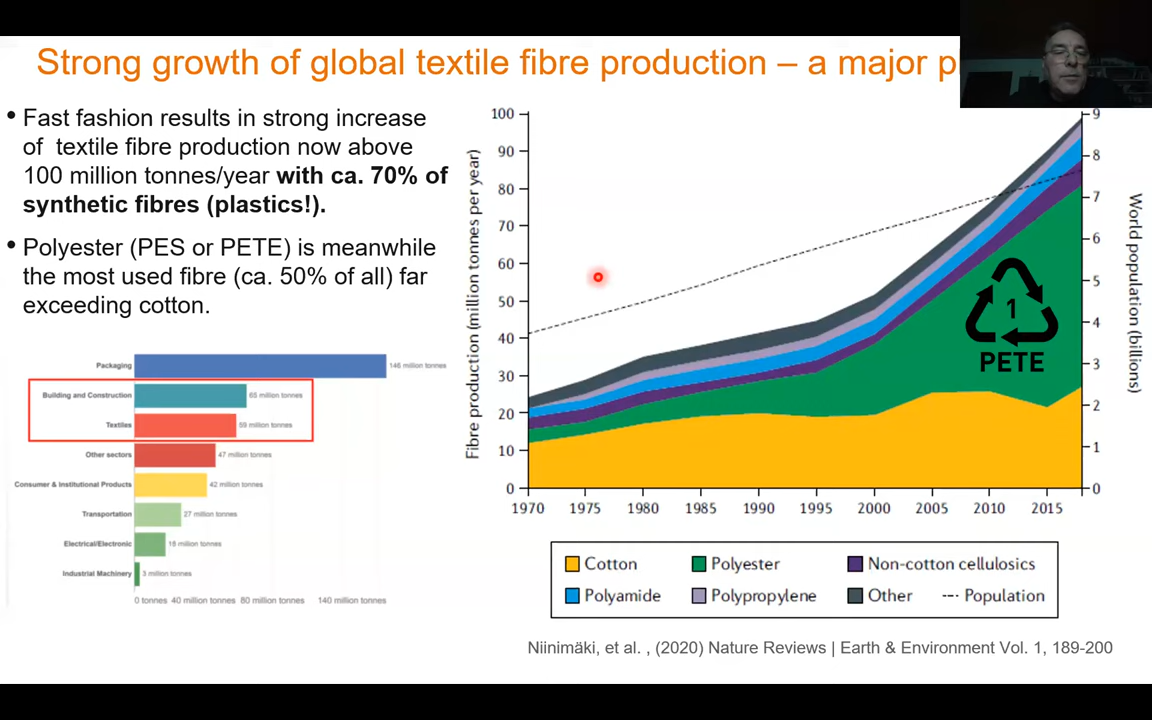 Strong growth of global textile fibre production – a major p
• Fast fashion results in strong increase
of textile fibre production now above
100 million tonnes/year with ca. 70% of
synthetic fibres (plastics!).
• Polyester (PES or PETE) is meanwhile
the most used fibre (ca. 50% of all) far
exceeding cotton.
Packaging 146 million tonnes
Building and Construction 65 million tonnes
Textiles 59 million tonnes
Other sectors 47 million tonnes
Consumer & Institutional Products 42 million tonnes
Transportation 27 million tonnes
Electrical/Electronic 18 million tonnes
Industrial Machinery 3 million tonnes
0 tonnes 40 million tonnes 80 million tonnes 140 million tonnes
Fibre production (million tonnes per year)
100
90
80
70
60
50
40
30
20
10
0
1970 1975 1980 1985 1990 1995 2000 2005 2010 2015
9
8
7
6
5
4
3
2
1
0
World population (billions)
1
PETE
Cotton Polyester Non-cotton cellulosics
Polyamide Polypropylene Other --- Population
Niinimäki, et al. , (2020) Nature Reviews | Earth & Environment Vol. 1, 189-200